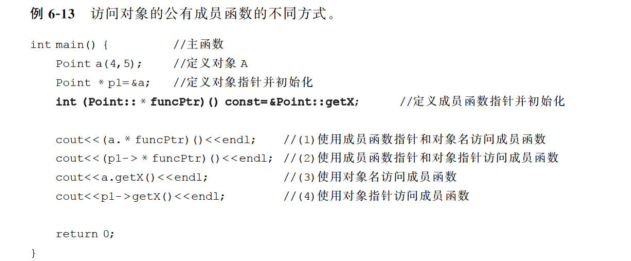 例 6-13 访问对象的公有成员函数的不同方式。
int main() { //主函数
Point a(4,5); //定义对象 A
Point * p1=&a; //定义对象指针并初始化
int (Point:: * funcPtr)() const=&Point::getX; //定义成员函数指针并初始化
cout<<(a. * funcPtr)()<<endl; //(1)使用成员函数指针和对象名访问成员函数
cout<<(p1-> * funcPtr)()<<endl; //(2)使用成员函数指针和对象指针访问成员函数
cout<<a.getX()<<endl; //(3)使用对象名访问成员函数
cout<<p1->getX()<<endl; //(4)使用对象指针访问成员函数
return 0;
}